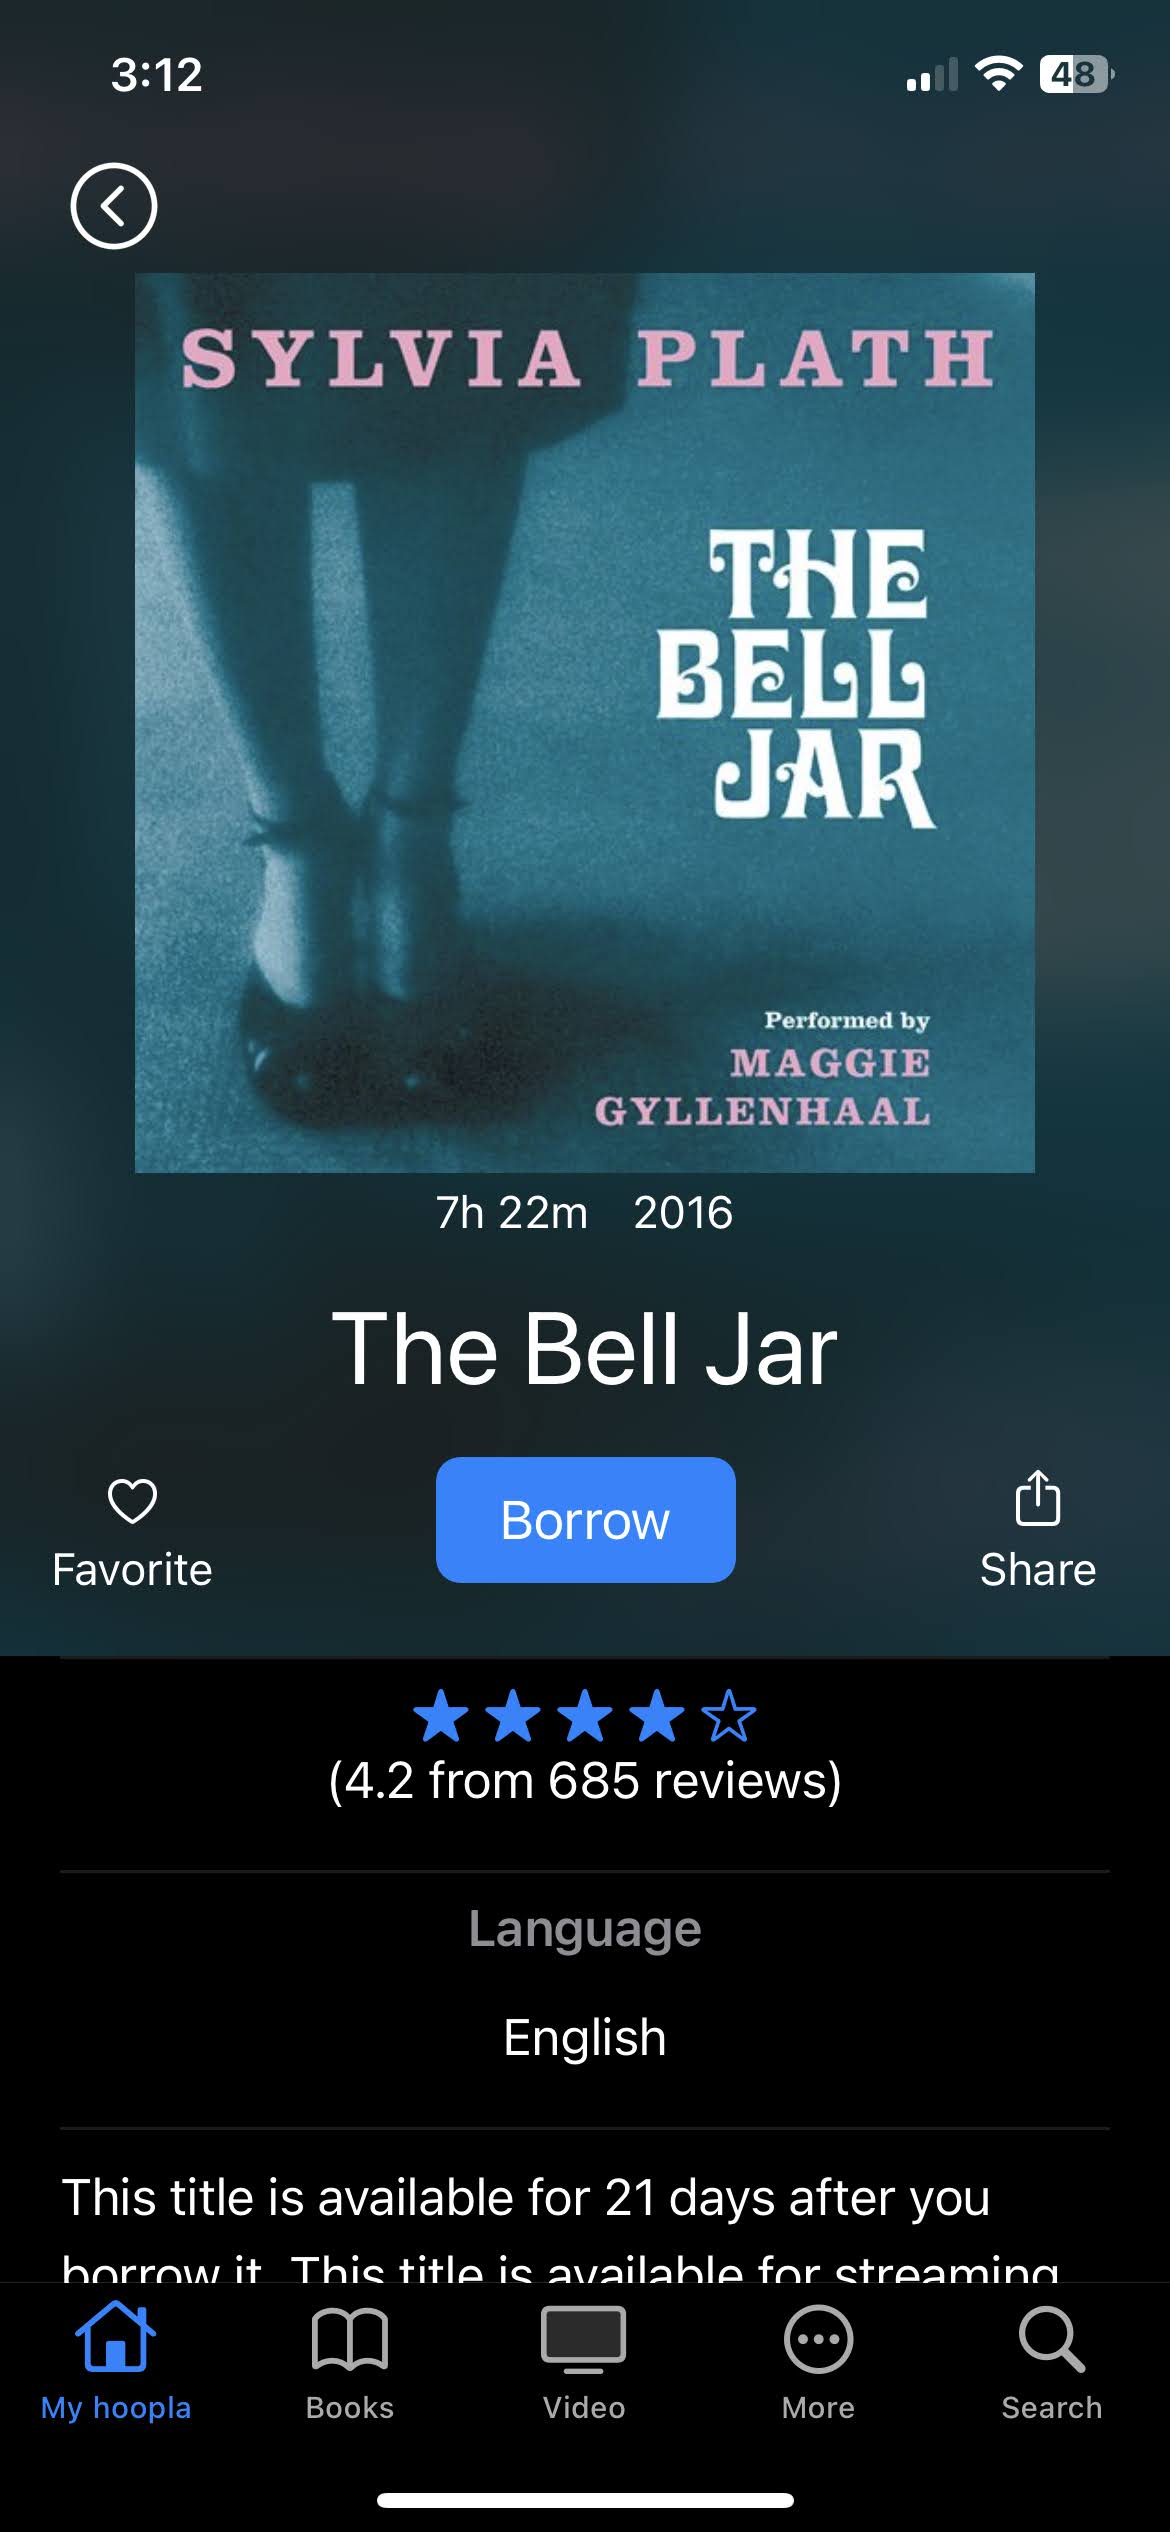 3:12
48
SYLVIA PLATH
THE
BELL
JAR
Performed by
MAGGIE
GYLLENHAAL
7h 22m 2016
The Bell Jar
Favorite
Borrow
Share
(4.2 from 685 reviews)
Language
English
This title is available for 21 days after you
borrow it. This title is available for streaming
My hoopla
Books
Video
More
Search